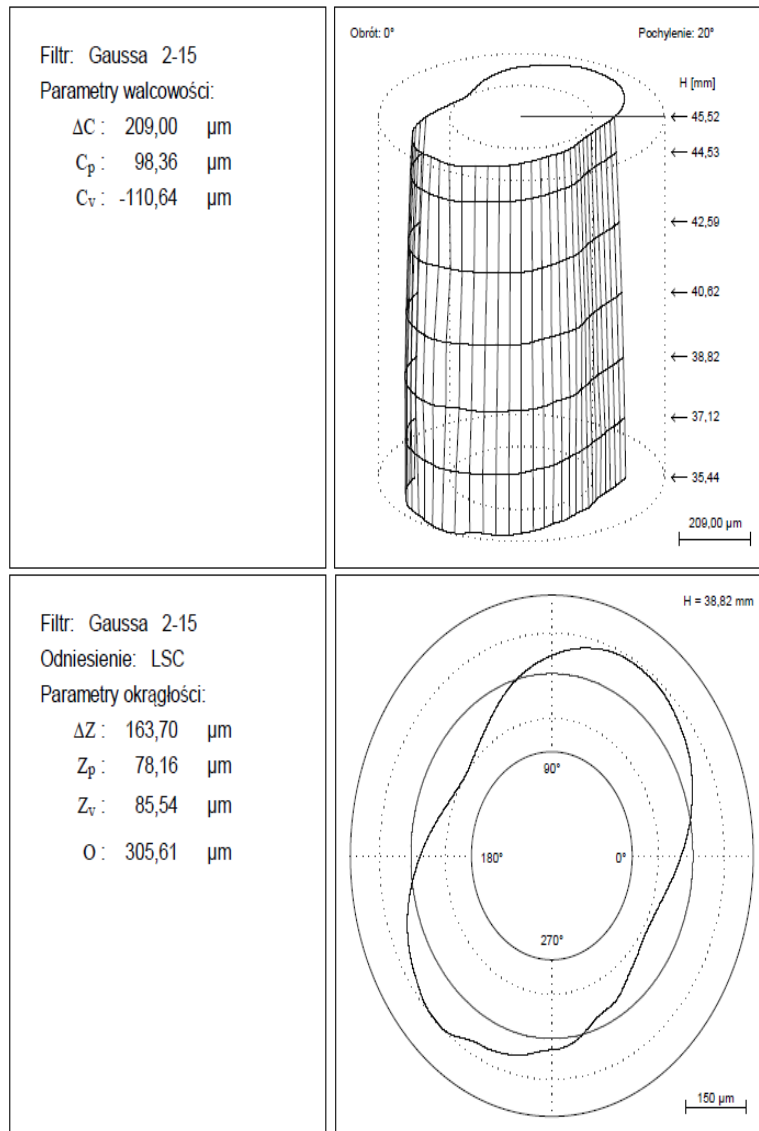 Filtr: Gaussa 2-15
Parametry walcowości:
ΔC : 209,00 µm
Cp : 98,36 µm
Cv : -110,64 µm
Obrót: 0° Pochylenie: 20°
H [mm]
45,52
44,53
42,59
40,62
38,82
37,12
35,44
209,00 µm
Filtr: Gaussa 2-15
Odniesienie: LSC
Parametry okrągłości:
ΔZ : 163,70 µm
Zp : 78,16 µm
Zv : 85,54 µm
O : 305,61 µm
H = 38,82 mm
90°
180° 0°
270°
150 µm